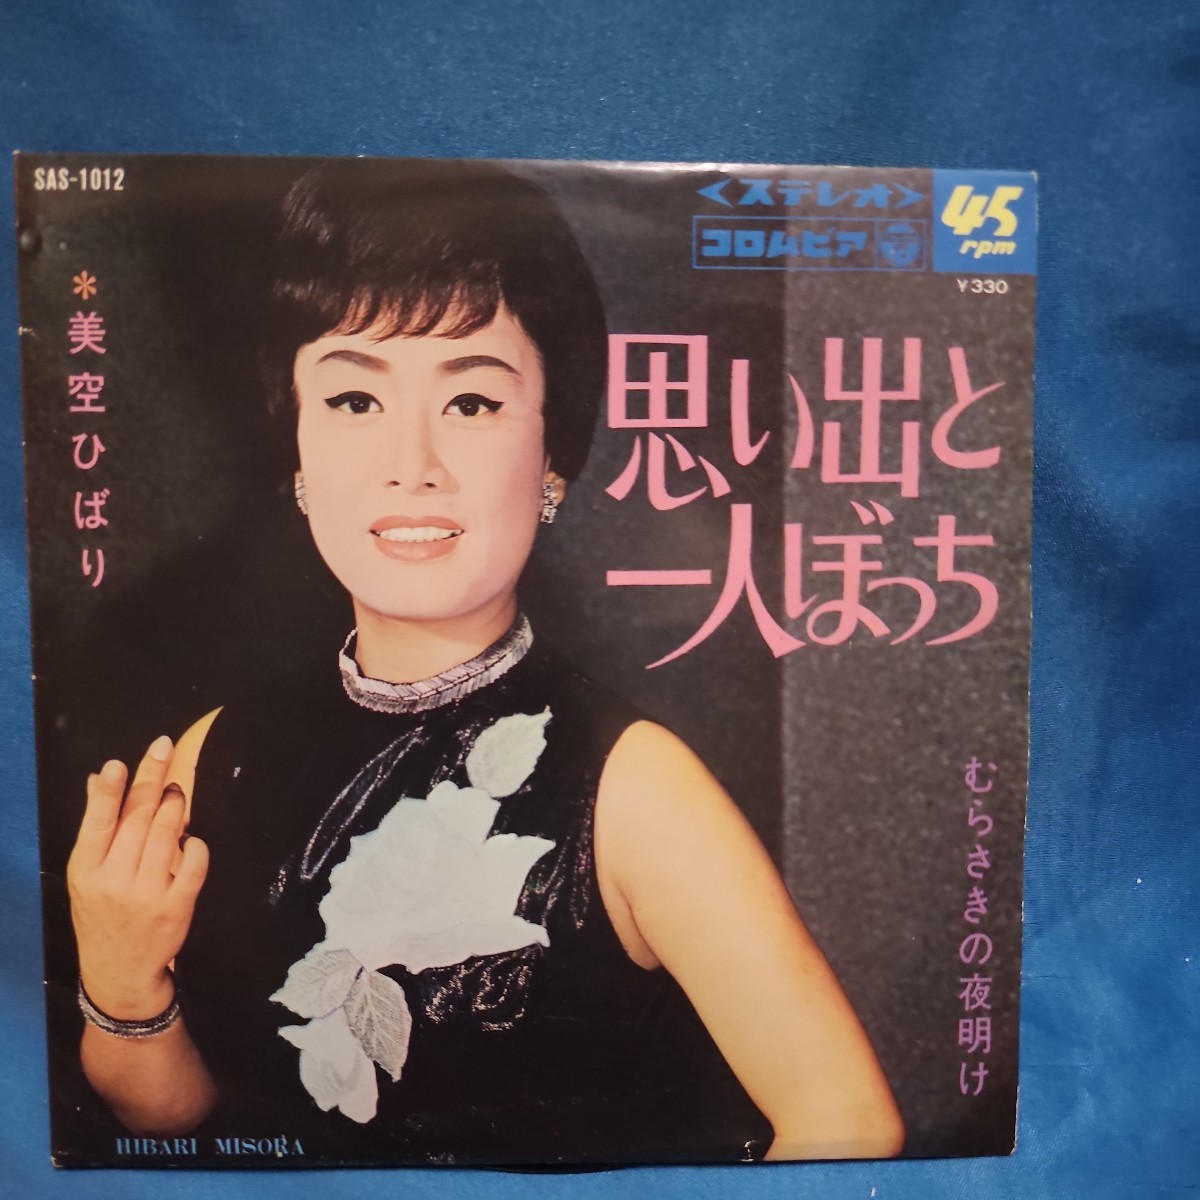 SAS-1012
<ステレオ>
コロムビア
45
rpm
¥330
*美空ひばり
思い出と
一人ぼっち
むらさきの夜明け
HIBARI MISORA